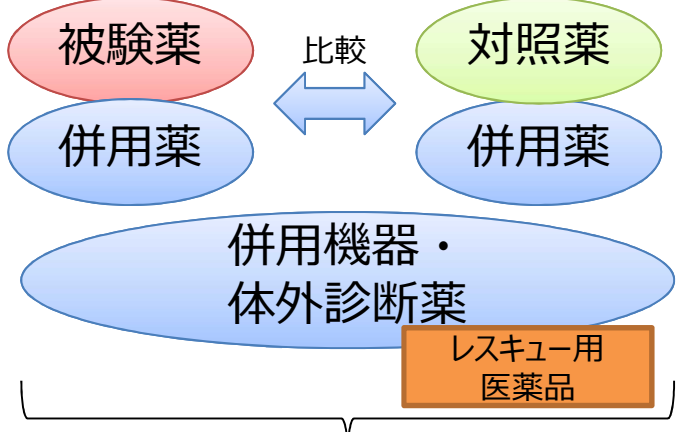 被験薬
比較
対照薬
併用薬
併用薬
併用機器・
体外診断薬
レスキュー用
医薬品